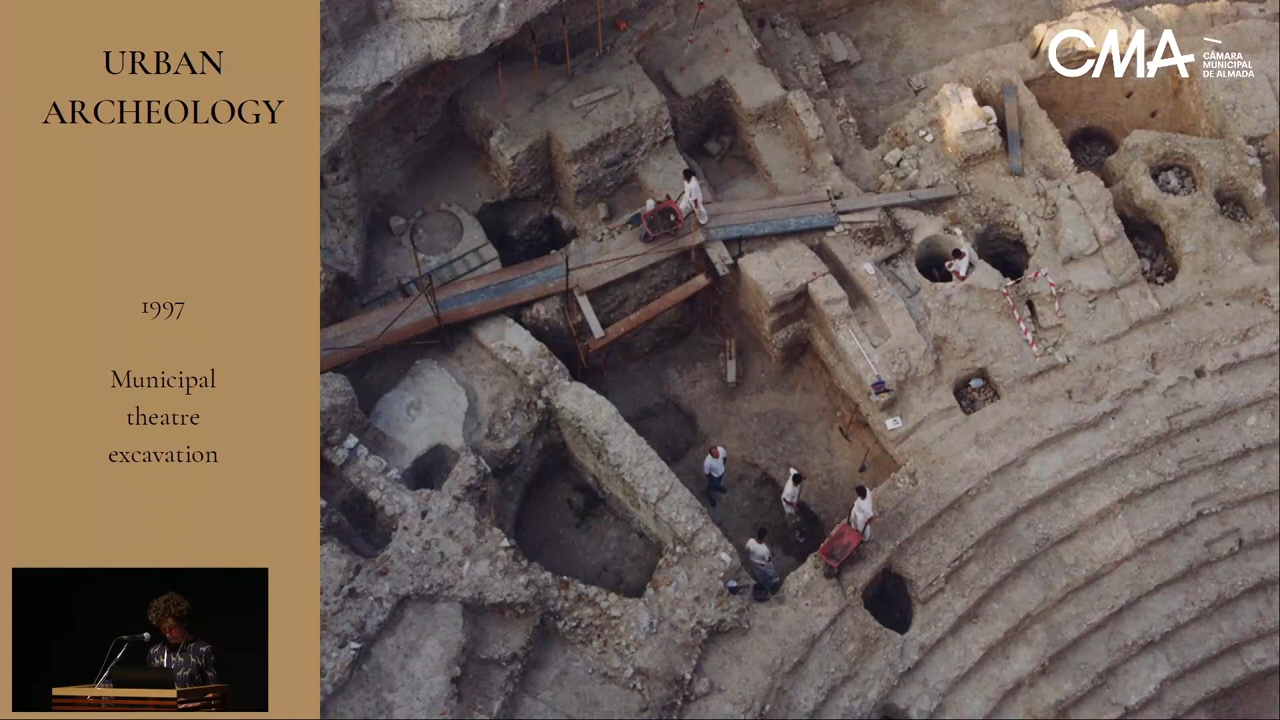 URBAN
ARCHEOLOGY
1997
Municipal
theatre
excavation
CMA
CÂMARA
MUNICIPAL
DE ALMADA